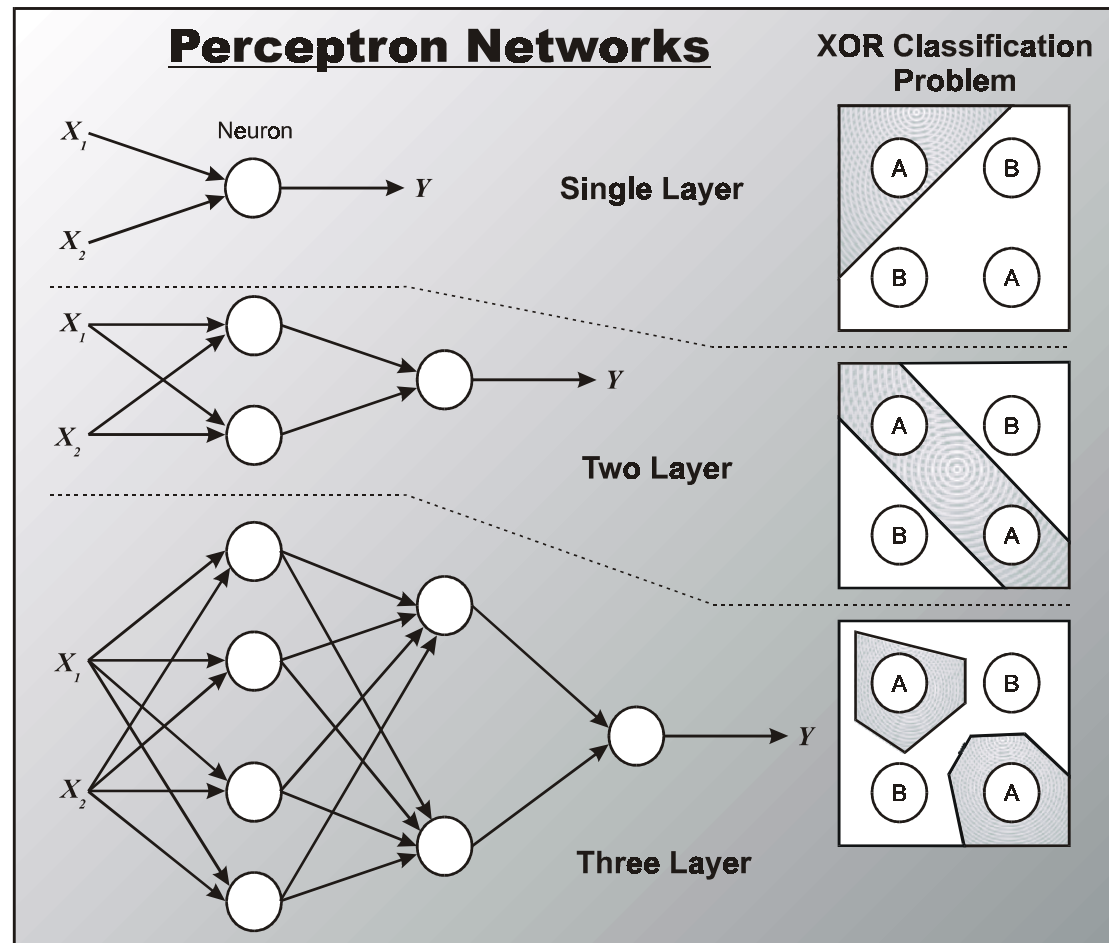 Perceptron Networks
XOR Classification
Problem
X₁
Neuron
X₂
Y
Single Layer
A
B
B
A
X₁
X₂
Y
Two Layer
A
B
B
A
X₁
X₂
Y
Three Layer
A
B
B
A